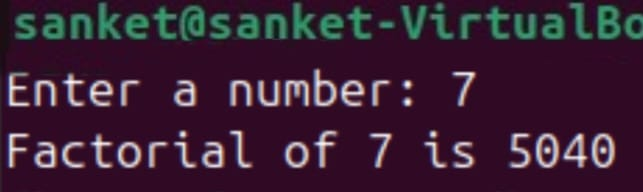 sanket@sanket-VirtualBo
Enter a number: 7
Factorial of 7 is 5040